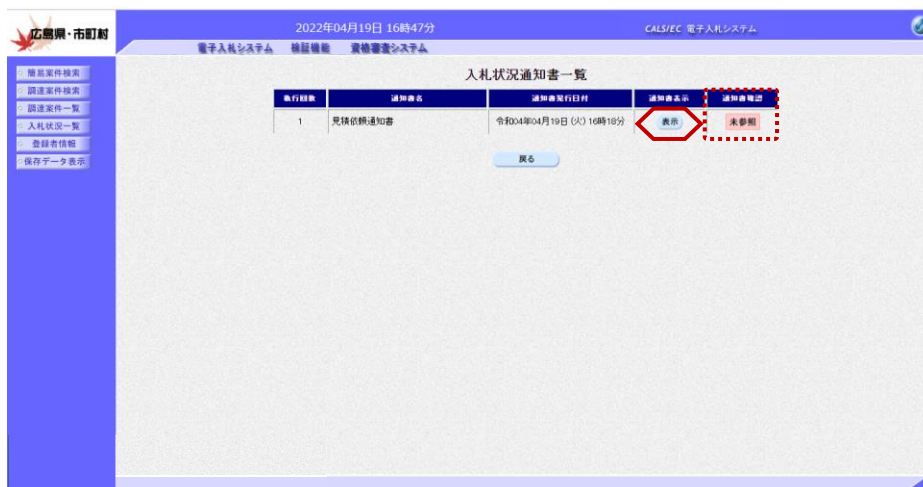 広島県・市町村
2022年04月19日 16時47分
CALS/EC 電子入札システム
電子入札システム 検証機能 資格審査システム
簡易案件検索
調達案件検索
調達案件一覧
入札状況一覧
登録者情報
保存データ表示
入札状況通知書一覧
執行回数 通知書名 通知書発行日付 通知書表示 通知書確認
1 見積依頼通知書 令和04年04月19日 (火) 16時18分 表示 未参照
戻る